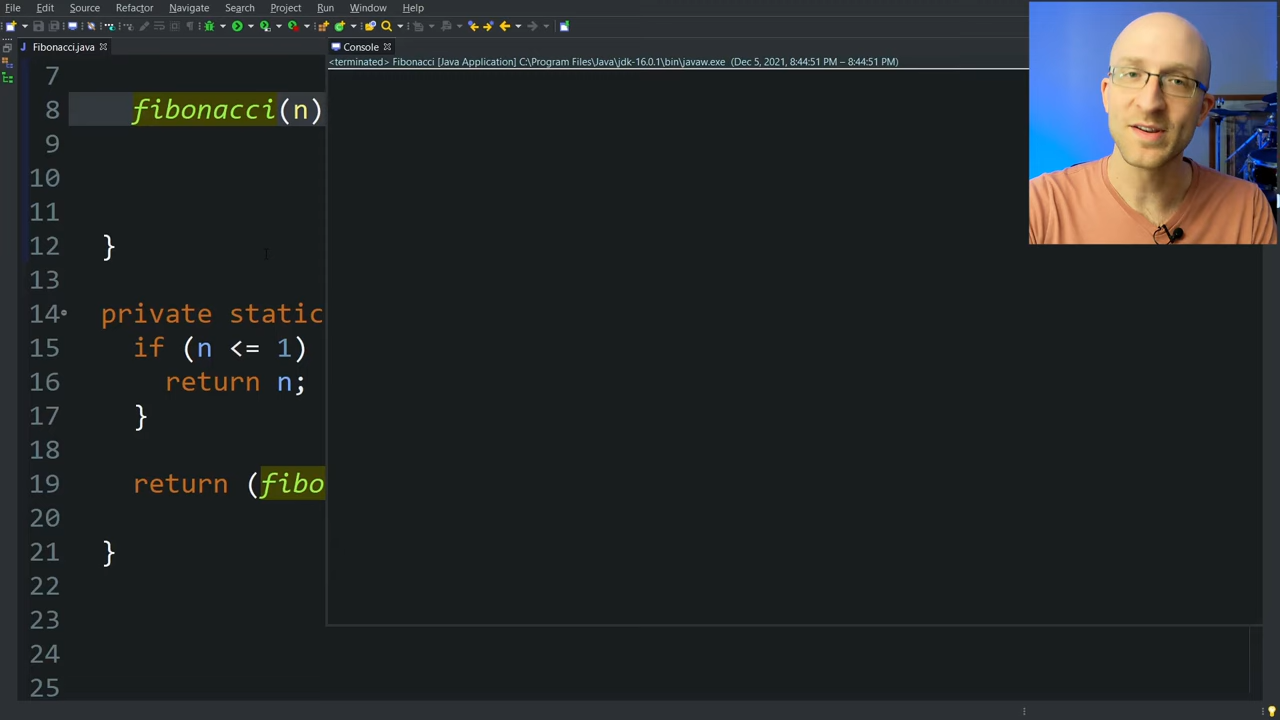 File Edit Source Refactor Navigate Search Project Run Window Help
Fibonacci.java
Console
<terminated> Fibonacci [Java Application] C:\Program Files\Java\jdk-16.0.1\bin\javaw.exe (Dec 5, 2021, 8:44:51 PM – 8:44:51 PM)
7
8 fibonacci(n)
9
10
11
12 }
13
14 private static
15 if (n <= 1)
16 return n;
17 }
18
19 return (fibo
20
21 }
22
23
24
25